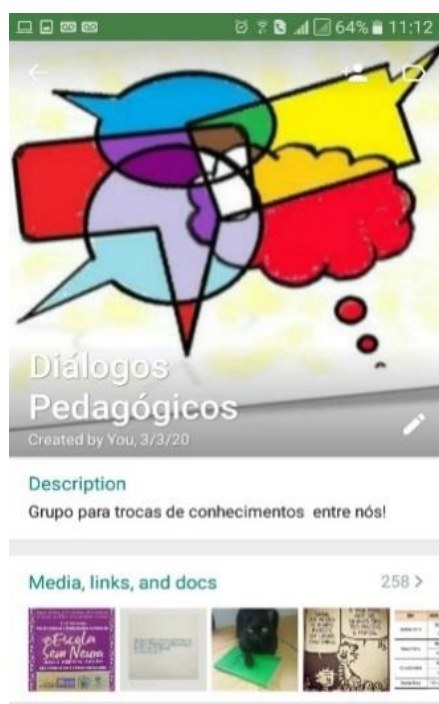 64% 11:12
Diálogos
Pedagógicos
Created by You, 3/3/20
Description
Grupo para trocas de conhecimentos entre nós!
Media, links, and docs
258 >
Escola
Sem Neura